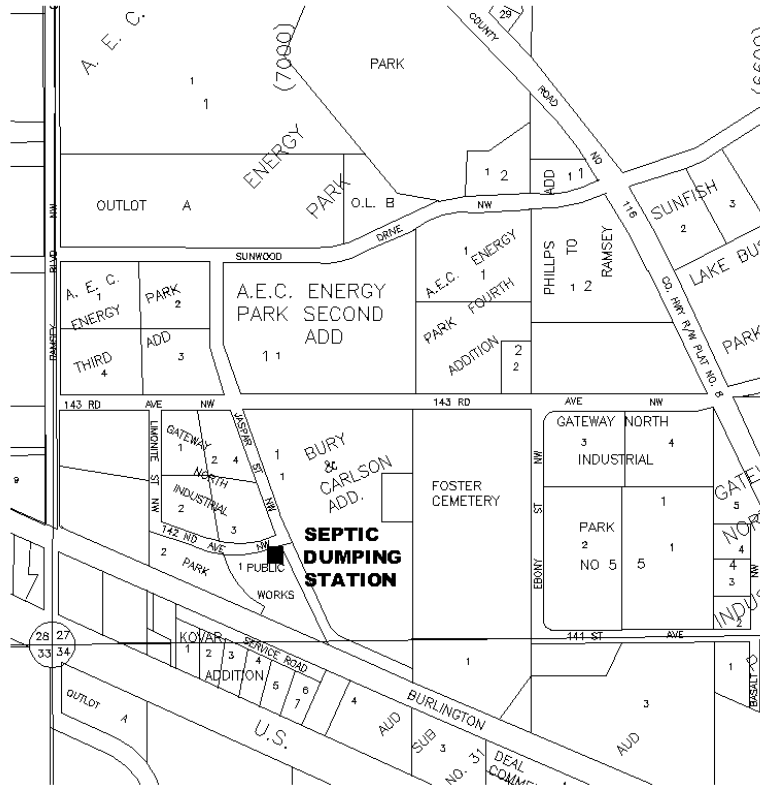 29
COUNTY
ROAD
NO
116
A. E. C.
(7000)
PARK
(6600)
1
1
ENERGY
PARK
1 2
ADD
1 1
OUTLOT A
O.L. B
DRIVE
NW
SUNFISH
2
3
SUNWOOD
LAKE BUS
PARK
RAMSEY
BLVD
NW
A. E. C.
1
ENERGY
PARK
2
THIRD
4
ADD
3
A.E.C. ENERGY
PARK SECOND
ADD
1 1
1
A.E.C. ENERGY
1
PARK FOURTH
ADDITION
2
2
PHILLPS
TO
RAMSEY
1 2
CO. HWY R/W PLAT NO. 8
143 RD AVE NW
143 RD AVE NW
LIMONITE ST NW
JASPAR ST NW
GATEWAY
1
2
4
NORTH
INDUSTRIAL
2
3
1
1
BURY
&
CARLSON
ADD.
FOSTER
CEMETERY
EBONY ST NW
GATEWAY NORTH
3
4
INDUSTRIAL
1
PARK
2
1
NO 5 5
GATE
5
NOR
4
4
3
INDUS
2
NW
9
142 ND AVE NW
2
PARK
1
PUBLIC
WORKS
SEPTIC
DUMPING
STATION
28 27
33 34
KOVAR
1
2
3
4
5
6
7
ADDITION
SERVICE ROAD
141 ST AVE
1
1
BASALT
OUTLOT A
U.S.
BURLINGTON
4
AUD
SUB
3
NO. 31
DEAL
3
AUD